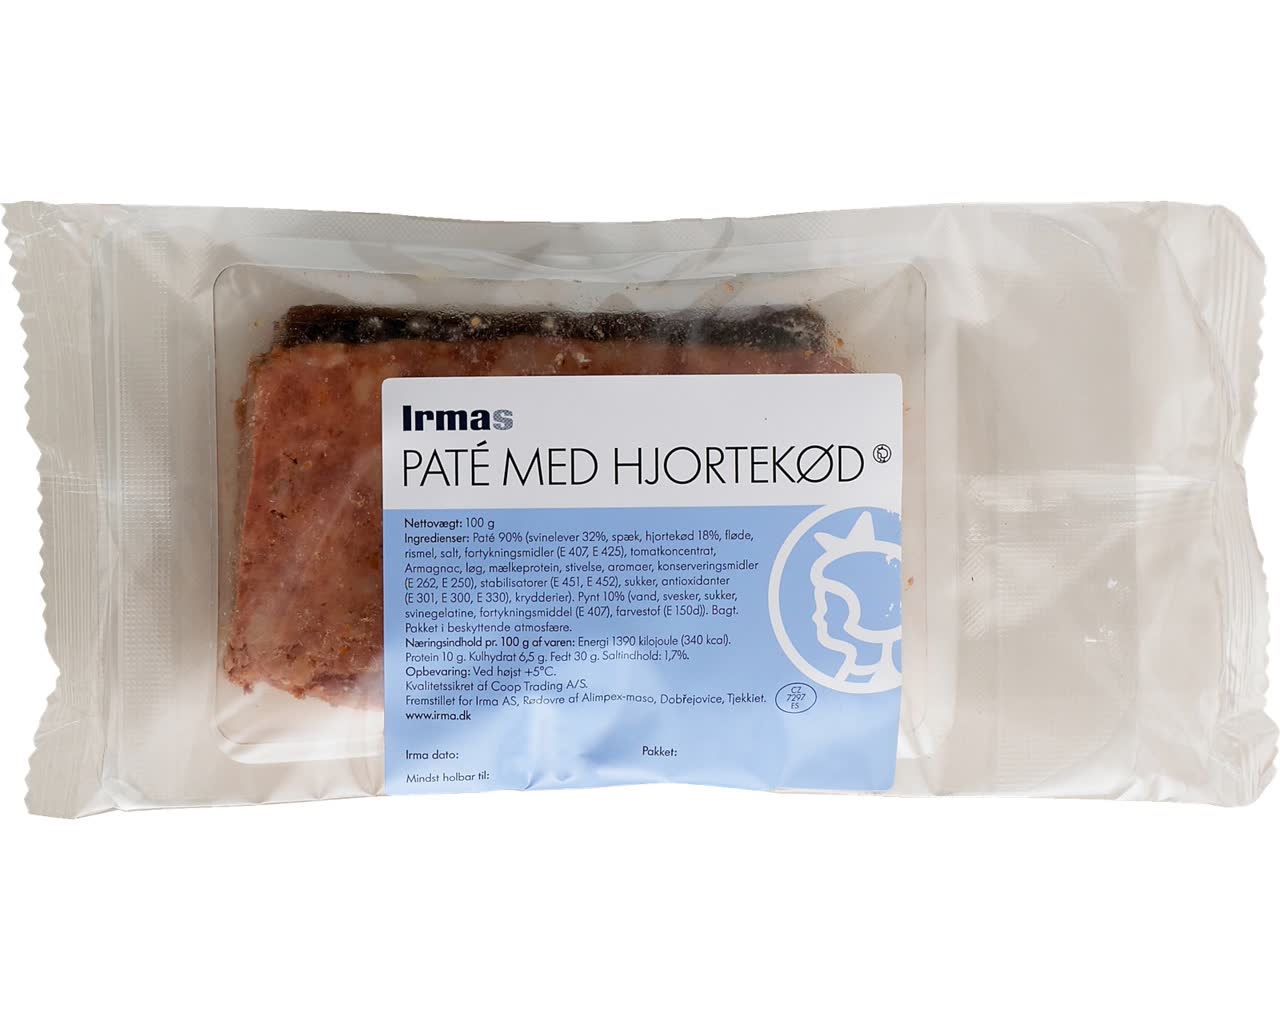 Irmas
PATÉ MED HJORTEKØD
Nettovægt: 100 g
Ingredienser: Paté 90% (svinelever 32%, spæk, hjortekød 18%, fløde,
rismel, salt, fortykningsmidler (E 407, E 425), tomatkoncentrat,
Armagnac, løg, mælkeprotein, stivelse, aromaer, konserveringsmidler
(E 262, E 250), stabilisatorer (E 451, E 452), sukker, antioxidanter
(E 301, E 300, E 330), krydderier). Pynt 10% (vand, svesker, sukker,
svinegelatine, fortykningsmiddel (E 407), farvestof (E 150d)). Bagt.
Pakket i beskyttende atmosfære.
Næringsindhold pr. 100 g af varen: Energi 1390 kilojoule (340 kcal).
Protein 10 g. Kulhydrat 6,5 g. Fedt 30 g. Saltindhold: 1,7%.
Opbevaring: Ved højst +5°C.
Kvalitetssikret af Coop Trading A/S.
Fremstillet for Irma AS, Rødovre af Alimpex-maso, Dobřejovice, Tjekkiet.
www.irma.dk
CZ
7297
ES
Irma dato: Pakket:
Mindst holbar til: